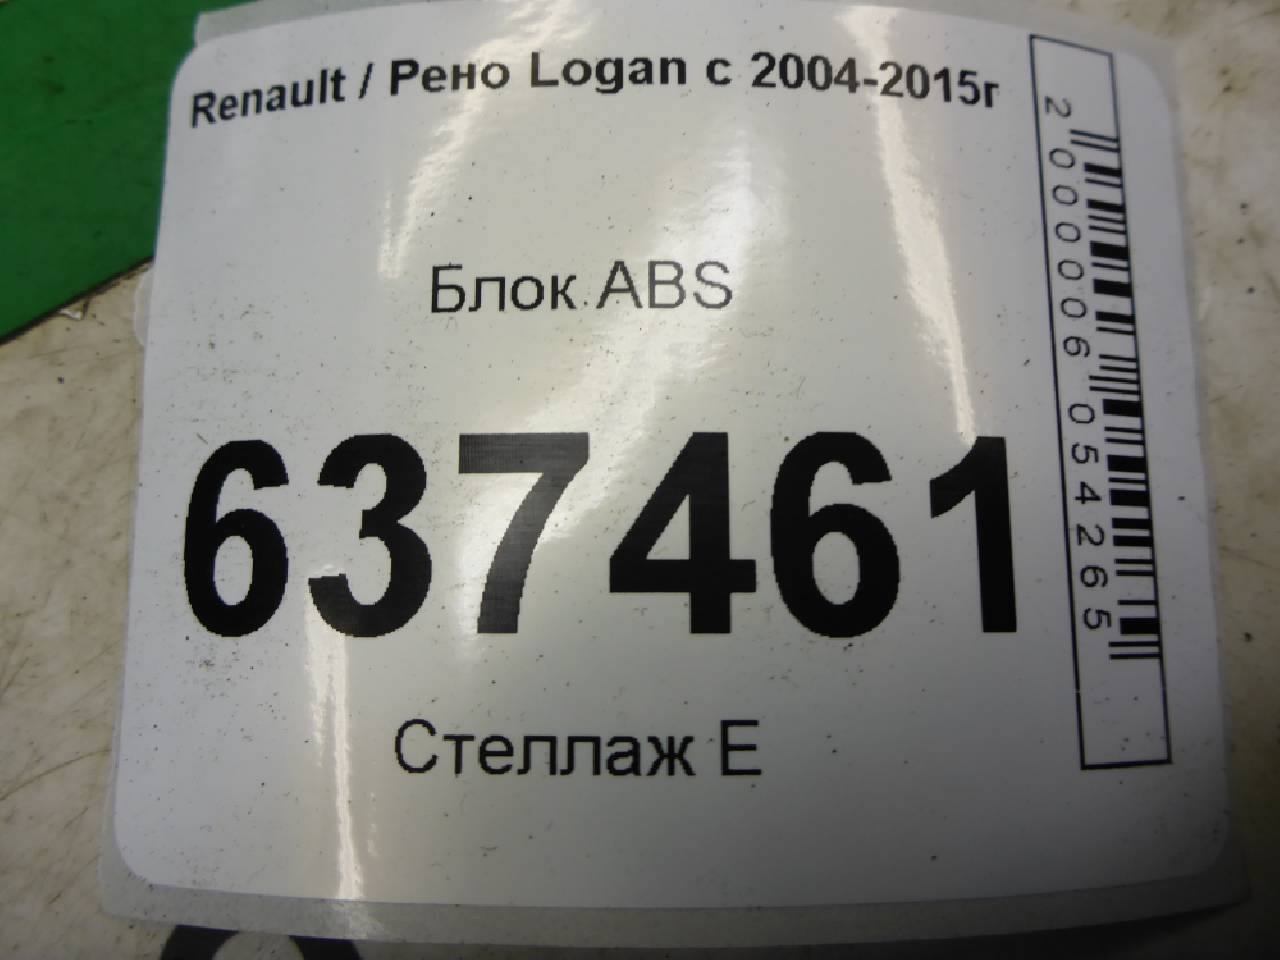 Renault / Рено Logan с 2004-2015г
Блок ABS
637461
Стеллаж Е
2000006054265